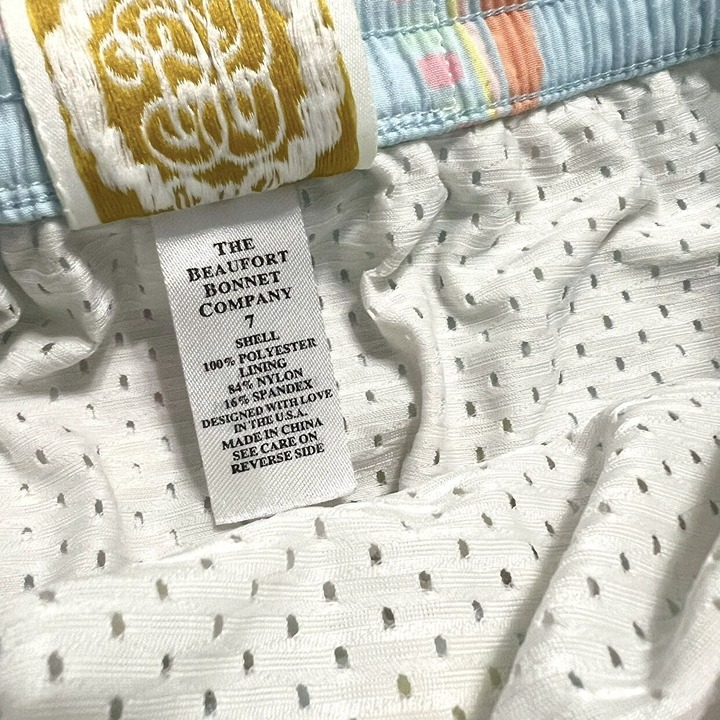 THE
BEAUFORT
BONNET
COMPANY
7
SHELL
100% POLYESTER
LINING
84% NYLON
16% SPANDEX
DESIGNED WITH LOVE
IN THE U.S.A.
MADE IN CHINA
SEE CARE ON
REVERSE SIDE